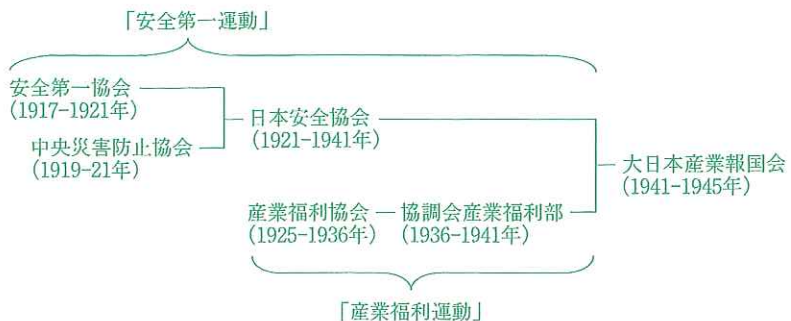 「安全第一運動」
安全第一協会
(1917-1921年)
中央災害防止協会
(1919-21年)
日本安全協会
(1921-1941年)
大日本産業報国会
(1941-1945年)
産業福利協会
(1925-1936年)
協調会産業福利部
(1936-1941年)
「産業福利運動」